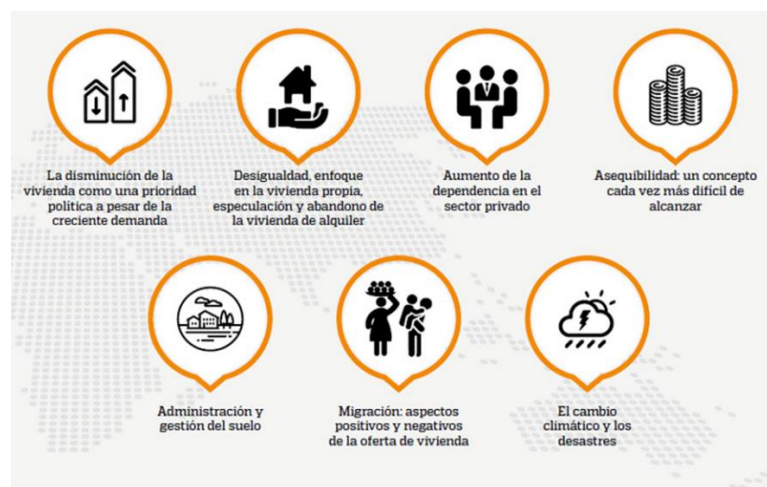 La disminución de la
vivienda como una prioridad
política a pesar de la
creciente demanda
Desigualdad, enfoque
en la vivienda propia,
especulación y abandono de
la vivienda de alquiler
Aumento de la
dependencia en el
sector privado
Asequibilidad: un concepto
cada vez más difícil de
alcanzar
Administración y
gestión del suelo
Migración: aspectos
positivos y negativos
de la oferta de vivienda
El cambio
climático y los
desastres